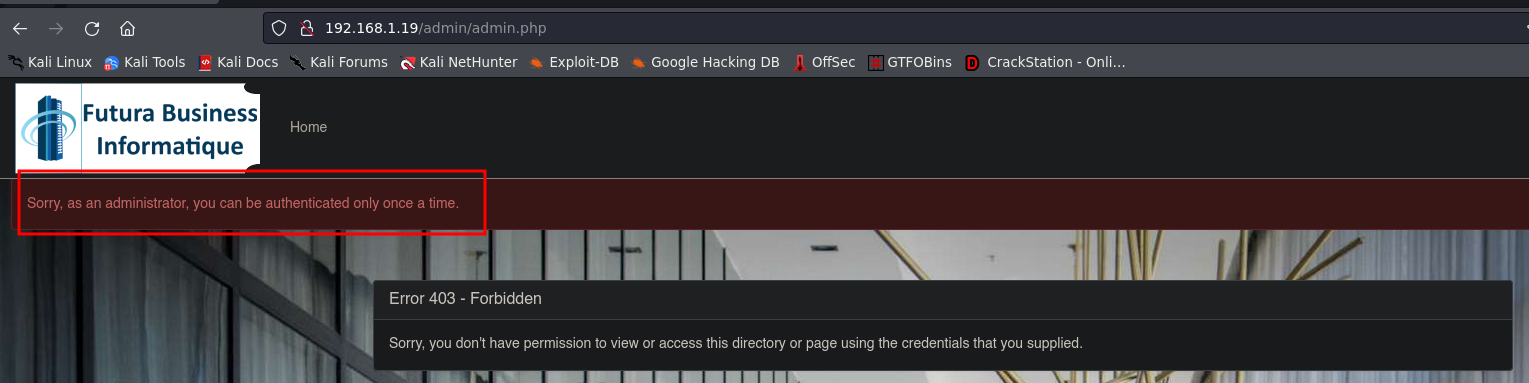 192.168.1.19/admin/admin.php
Kali Linux Kali Tools Kali Docs Kali Forums Kali NetHunter Exploit-DB Google Hacking DB OffSec GTFOBins CrackStation - Onli...
Futura Business
Informatique
Home
Sorry, as an administrator, you can be authenticated only once a time.
Error 403 - Forbidden
Sorry, you don't have permission to view or access this directory or page using the credentials that you supplied.